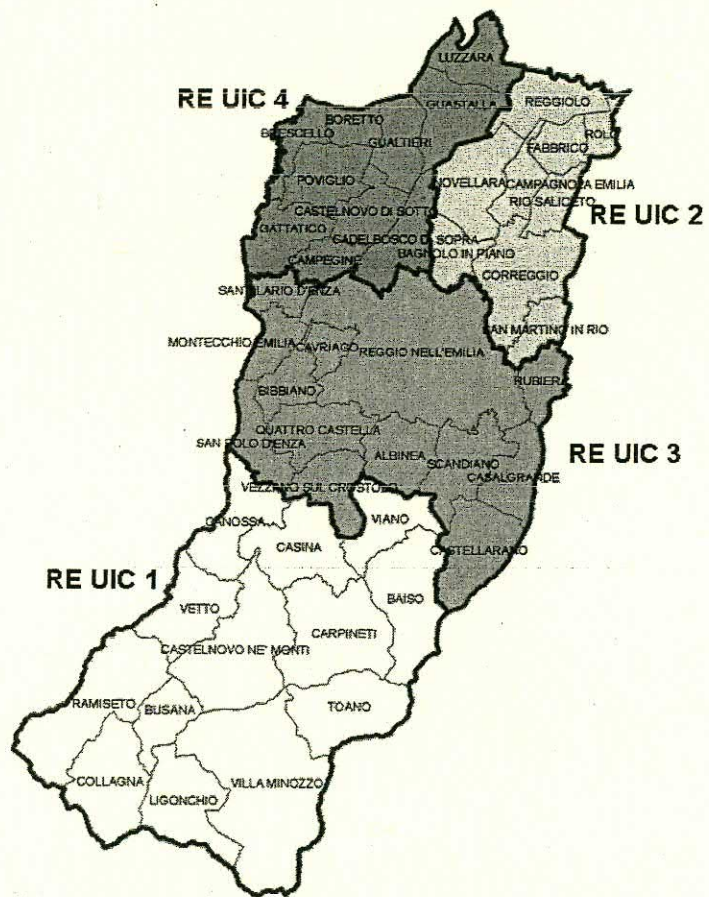 LUZZARA
RE UIC 4
GUASTALLA
REGGIOLO
BORETTO
BRESCELLO
GUALTIERI
ROLO
FABBRICO
POVIGLIO
NOVELLARA
CAMPAGNOLA EMILIA
RIO SALICETO
CASTELNOVO DI SOTTO
RE UIC 2
GATTATICO
CADELBOSCO DI SOPRA
BAGNOLO IN PIANO
CAMPEGINE
CORREGGIO
SANT'ILARIO D'ENZA
SAN MARTINO IN RIO
MONTECCHIO EMILIA
CAVRIAGO
REGGIO NELL'EMILIA
RUBIERA
BIBBIANO
QUATTRO CASTELLA
SAN POLO D'ENZA
ALBINEA
SCANDIANO
RE UIC 3
CASALGRANDE
VEZZANO SUL CROSTOLO
CANOSSA
VIANO
CASINA
CASTELLARANO
RE UIC 1
BAISO
VETTO
CARPINETI
CASTELNOVO NE' MONTI
RAMISETO
BUSANA
TOANO
COLLAGNA
VILLA MINOZZO
LIGONCHIO